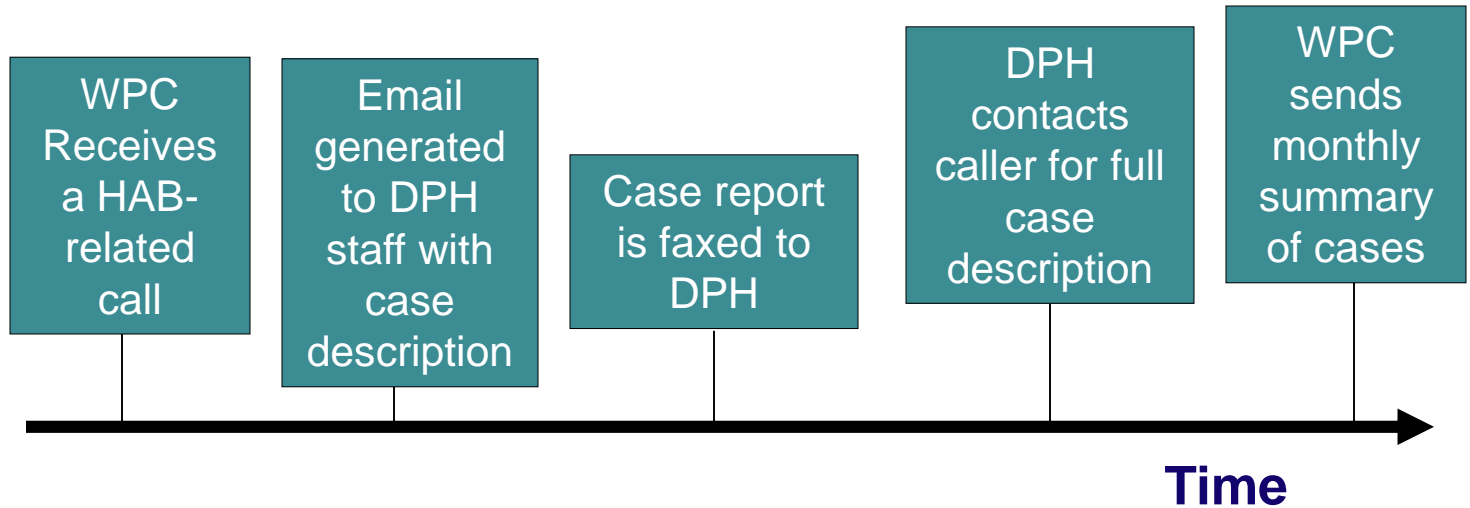 WPC
Receives
a HAB-
related
call
Email
generated
to DPH
staff with
case
description
Case report
is faxed to
DPH
DPH
contacts
caller for full
case
description
WPC
sends
monthly
summary
of cases
Time